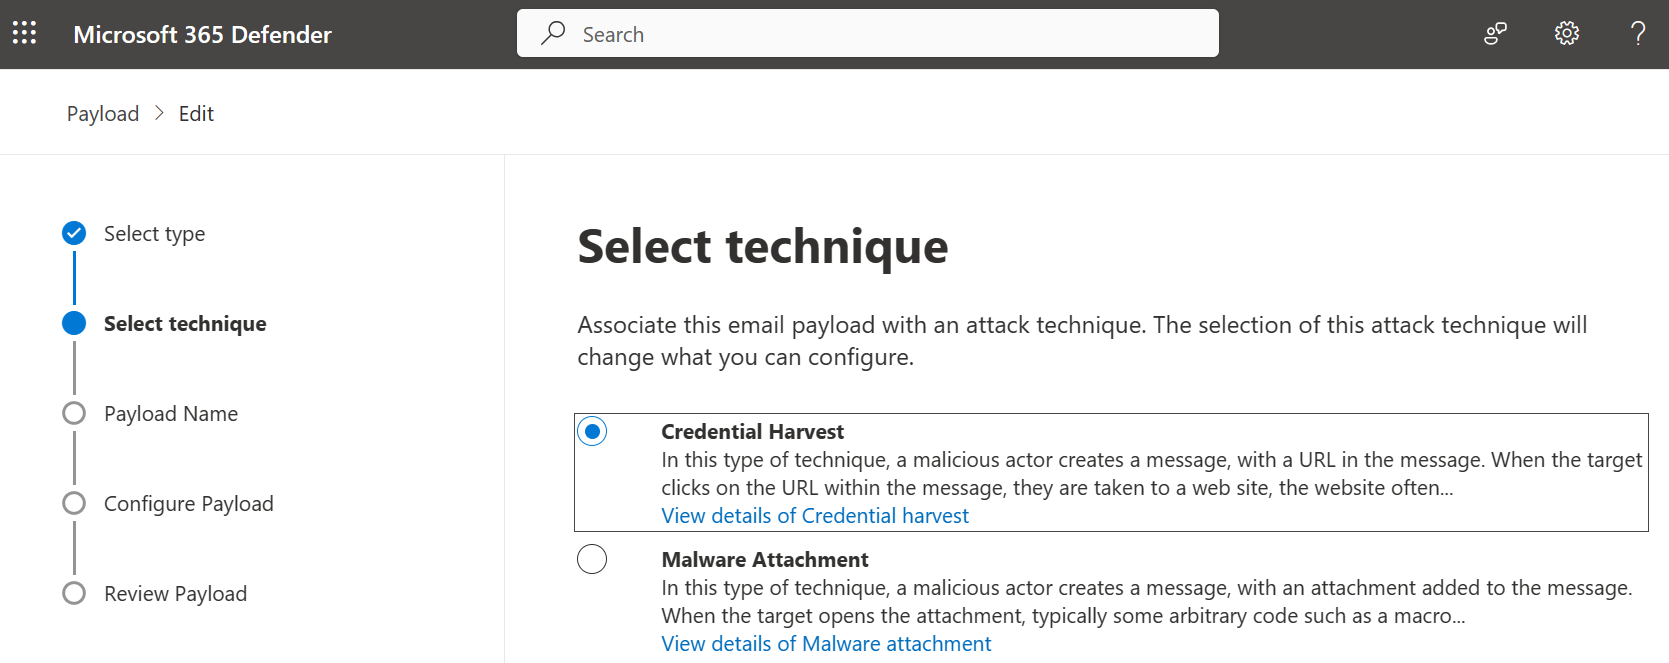 Microsoft 365 Defender
Search
Payload > Edit
Select type
Select technique
Payload Name
Configure Payload
Review Payload
Select technique
Associate this email payload with an attack technique. The selection of this attack technique will
change what you can configure.
Credential Harvest
In this type of technique, a malicious actor creates a message, with a URL in the message. When the target
clicks on the URL within the message, they are taken to a web site, the website often...
View details of Credential harvest
Malware Attachment
In this type of technique, a malicious actor creates a message, with an attachment added to the message.
When the target opens the attachment, typically some arbitrary code such as a macro...
View details of Malware attachment